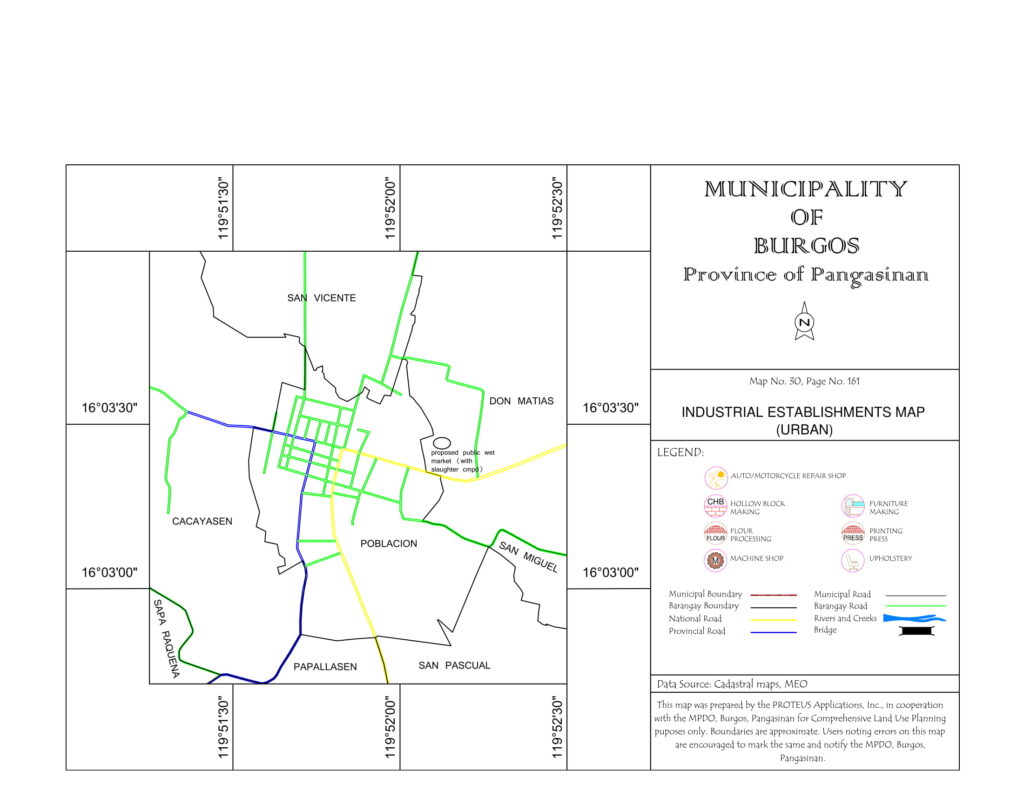 119°51'30"
119°52'00"
119°52'30"
SAN VICENTE
16°03'30"
DON MATIAS
16°03'30"
proposed public wet
market (with
slaughter cmpd)
CACAYASEN
POBLACION
SAN MIGUEL
16°03'00"
16°03'00"
SAPA RAQUENA
PAPALLASEN
SAN PASCUAL
119°51'30"
119°52'00"
119°52'30"
MUNICIPALITY
OF
BURGOS
Province of Pangasinan
N
Map No. 30, Page No. 161
INDUSTRIAL ESTABLISHMENTS MAP
(URBAN)
LEGEND:
AUTO/MOTORCYCLE REPAIR SHOP
CHB HOLLOW BLOCK
MAKING
FURNITURE
MAKING
FLOUR FLOUR
PROCESSING
PRESS PRINTING
PRESS
M MACHINE SHOP
UPHOLSTERY
Municipal Boundary
Barangay Boundary
National Road
Provincial Road
Municipal Road
Barangay Road
Rivers and Creeks
Bridge
Data Source: Cadastral maps, MEO
This map was prepared by the PROTEUS Applications, Inc., in cooperation
with the MPDO, Burgos, Pangasinan for Comprehensive Land Use Planning
puposes only. Boundaries are approximate. Users noting errors on this map
are encouraged to mark the same and notify the MPDO, Burgos,
Pangasinan.